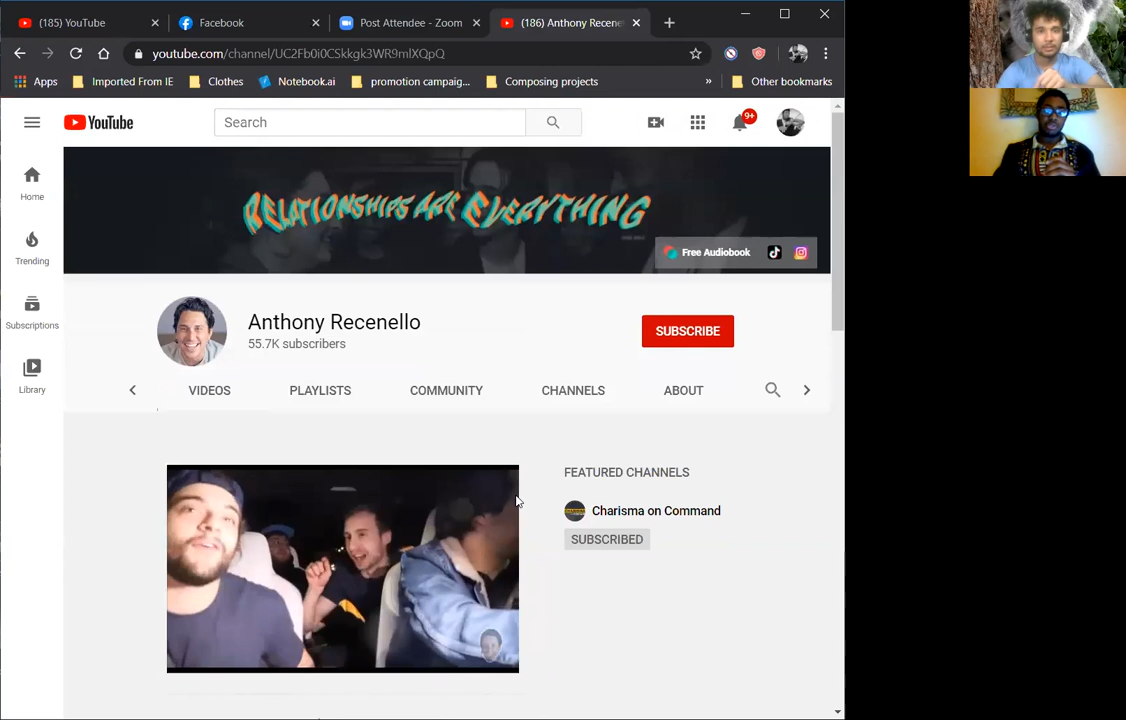 (185) YouTube
Facebook
Post Attendee - Zoom
(186) Anthony Recene
youtube.com/channel/UC2Fb0i0CSkkgk3WR9mlXQpQ
Apps
Imported From IE
Clothes
Notebook.ai
promotion campaig...
Composing projects
»
Other bookmarks
YouTube
Search
9+
Home
Trending
Subscriptions
Library
RELATIONSHIPS ARE EVERYTHING
Free Audiobook
Anthony Recenello
55.7K subscribers
SUBSCRIBE
VIDEOS
PLAYLISTS
COMMUNITY
CHANNELS
ABOUT
FEATURED CHANNELS
Charisma on Command
SUBSCRIBED